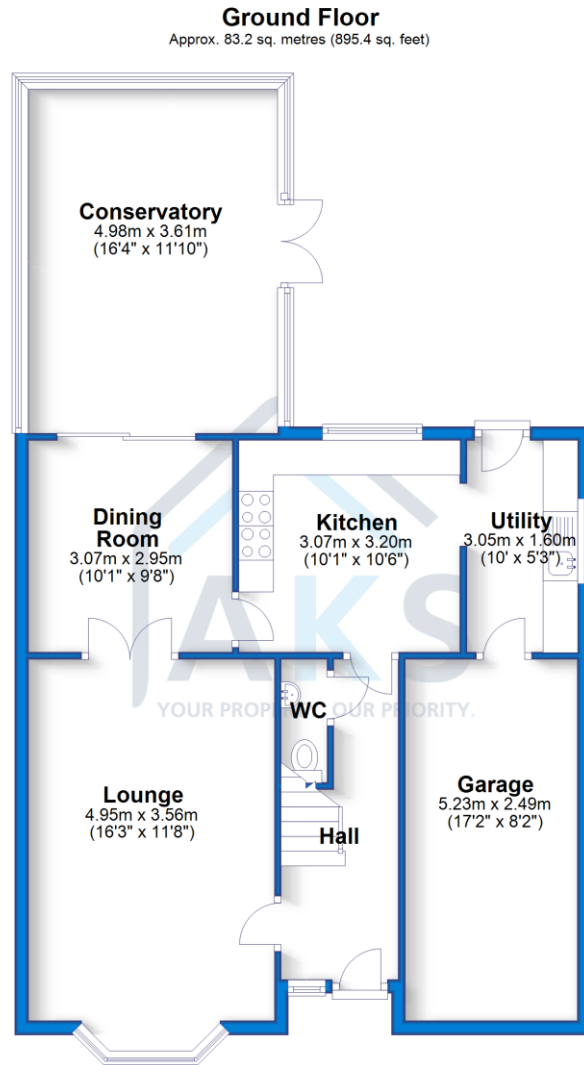 Ground Floor
Approx. 83.2 sq. metres (895.4 sq. feet)
Conservatory
4.98m x 3.61m
(16'4" x 11'10")
Dining
Room
3.07m x 2.95m
(10'1" x 9'8")
Kitchen
3.07m x 3.20m
(10'1" x 10'6")
Utility
3.05m x 1.60m
(10' x 5'3")
AKS
YOUR PROPERTY, OUR PRIORITY.
WC
Lounge
4.95m x 3.56m
(16'3" x 11'8")
Hall
Garage
5.23m x 2.49m
(17'2" x 8'2")